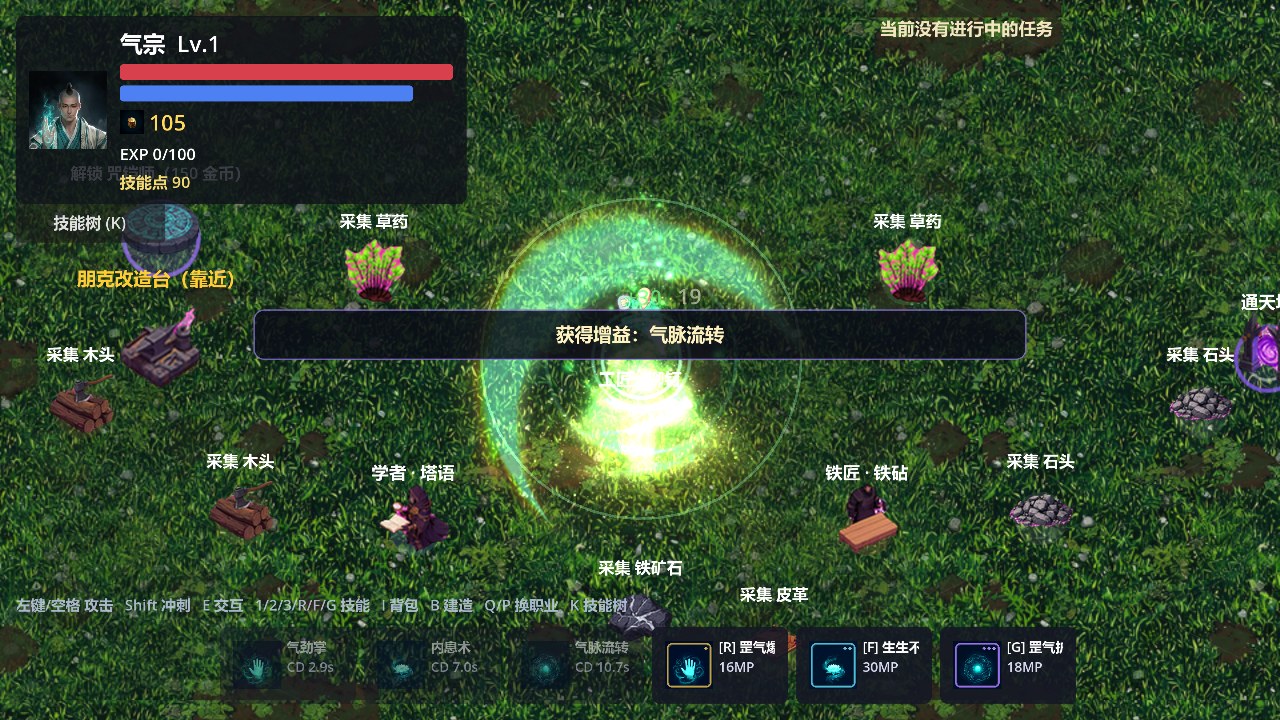 气宗 Lv.1
当前没有进行中的任务
105
EXP 0/100
技能点 90
技能树 (K)
采集 草药
采集 草药
朋克改造台（靠近）
19
通天
获得增益：气脉流转
采集 木头
采集 石头
采集 木头
学者 · 塔语
铁匠 · 铁砧
采集 石头
采集 铁矿石
采集 皮革
左键/空格 攻击 Shift 冲刺 E 交互 1/2/3/R/F/G 技能 I 背包 B 建造 Q/P 换职业 K 技能树
气劲掌
CD 2.9s
内息术
CD 7.0s
气脉流转
CD 10.7s
[R] 罡气爆
16MP
[F] 生生不
30MP
[G] 罡气
18MP